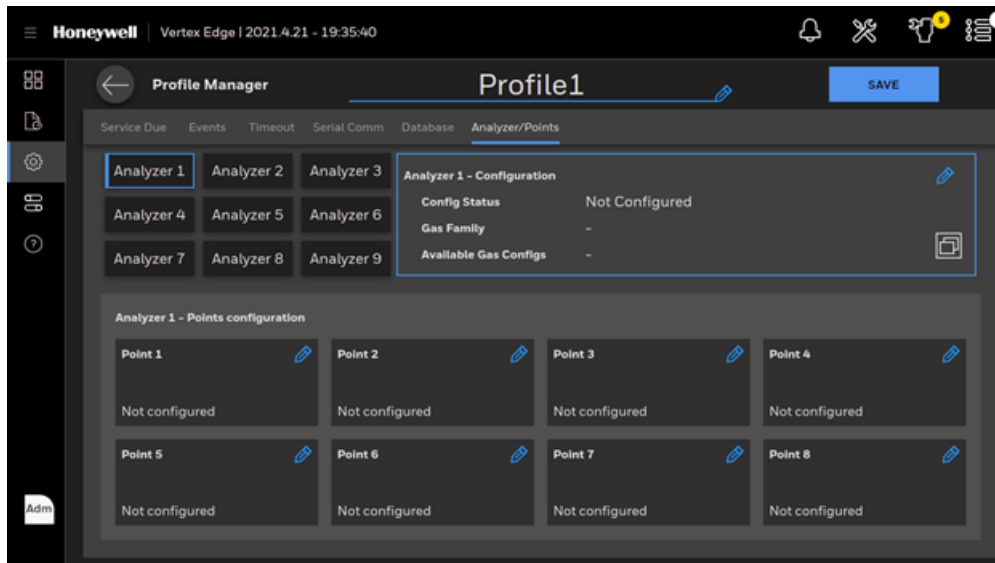 Honeywell Vertex Edge | 2021.4.21 - 19:35:40
5
Profile Manager Profile1 SAVE
Service Due Events Timeout Serial Comm Database Analyzer/Points
Analyzer 1 Analyzer 2 Analyzer 3
Analyzer 4 Analyzer 5 Analyzer 6
Analyzer 7 Analyzer 8 Analyzer 9
Analyzer 1 - Configuration
Config Status Not Configured
Gas Family -
Available Gas Configs -
Analyzer 1 - Points configuration
Point 1 Point 2 Point 3 Point 4
Not configured Not configured Not configured Not configured
Point 5 Point 6 Point 7 Point 8
Not configured Not configured Not configured Not configured
Adm